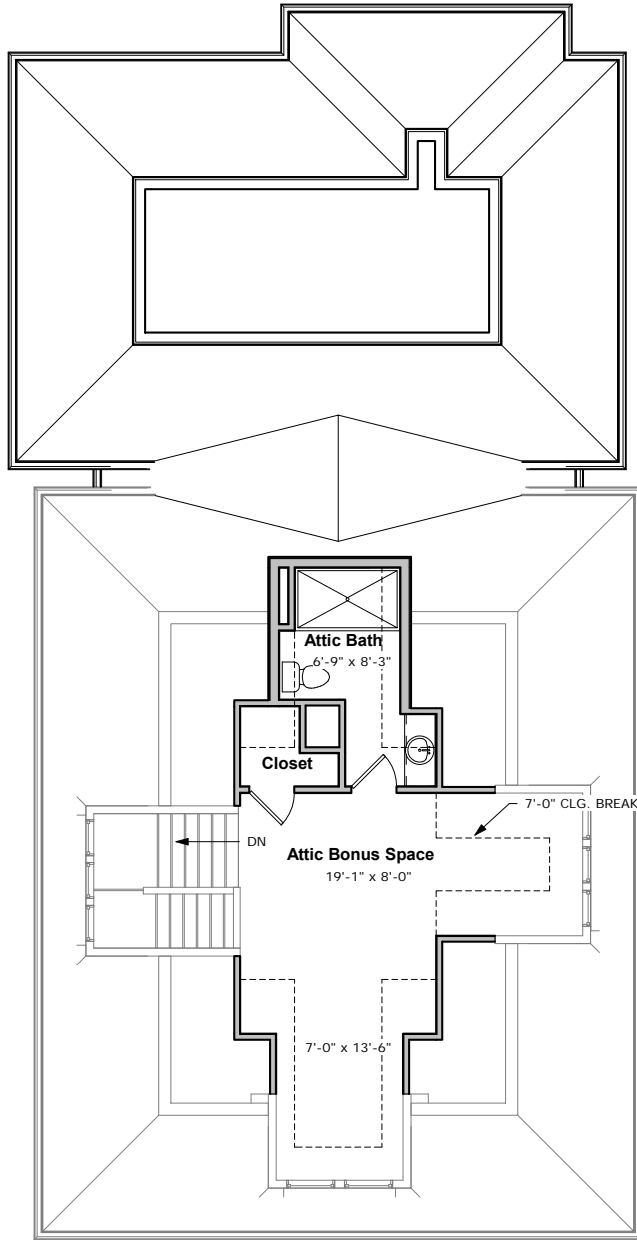 Attic Bath
6'-9" x 8'-3"
Closet
7'-0" CLG. BREAK
DN
Attic Bonus Space
19'-1" x 8'-0"
7'-0" x 13'-6"